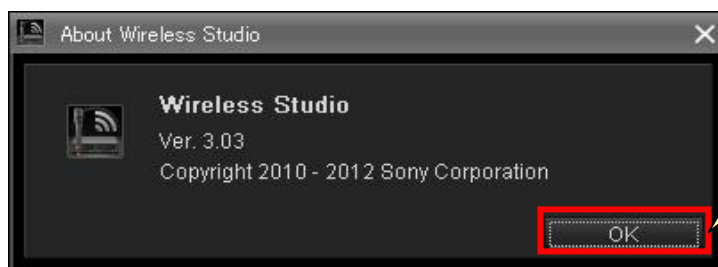 About Wireless Studio
Wireless Studio
Ver. 3.03
Copyright 2010 - 2012 Sony Corporation
OK